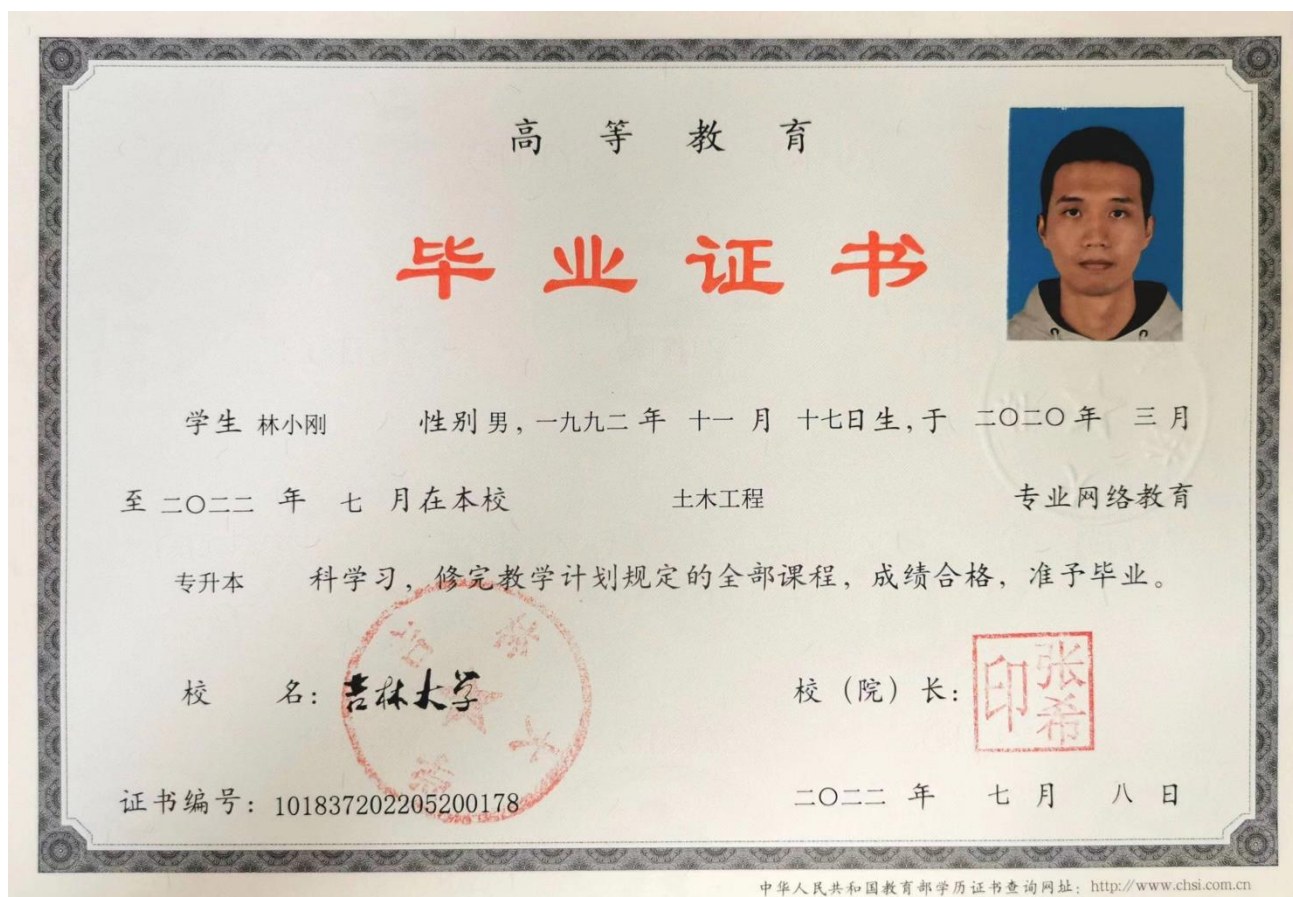 高等教育
毕业证书
学生 林小刚 性别 男, 一九九二 年 十一 月 十七日生, 于 二〇二〇年 三月
至 二〇二二 年 七 月在本校 土木工程 专业网络教育
专升本 科学习, 修完教学计划规定的全部课程, 成绩合格, 准予毕业。
校 名: 吉林大学
吉林大学
校(院)长:
张希印
证书编号: 101837202205200178
二〇二二 年 七 月 八 日
中华人民共和国教育部学历证书查询网址: http://www.chsi.com.cn